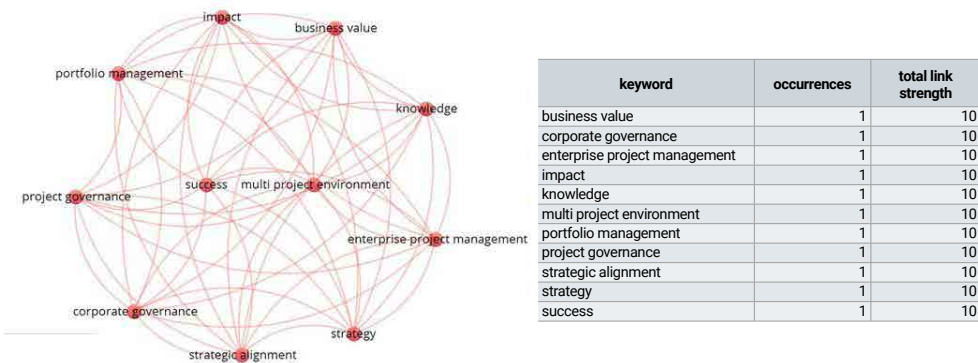 impact
business value
portfolio management
knowledge
success
multi project environment
project governance
enterprise project management
corporate governance
strategy
strategic alignment
keyword occurrences total link strength
business value 1 10
corporate governance 1 10
enterprise project management 1 10
impact 1 10
knowledge 1 10
multi project environment 1 10
portfolio management 1 10
project governance 1 10
strategic alignment 1 10
strategy 1 10
success 1 10